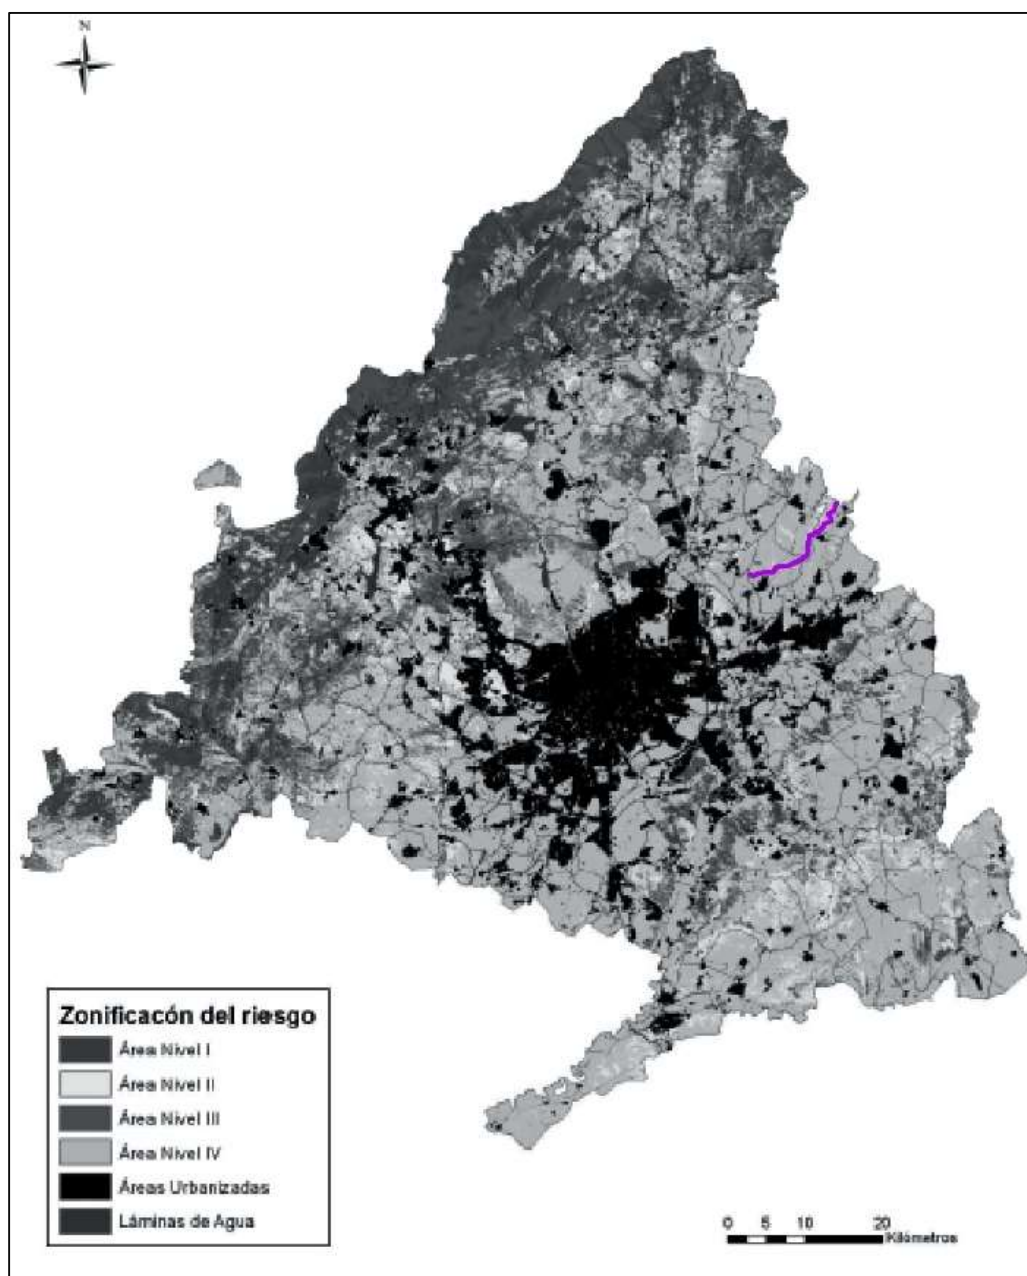 N
Zonificacón del riesgo
Área Nivel I
Área Nivel II
Área Nivel III
Área Nivel IV
Áreas Urbanizadas
Láminas de Agua
0 5 10 20
Kilómetros